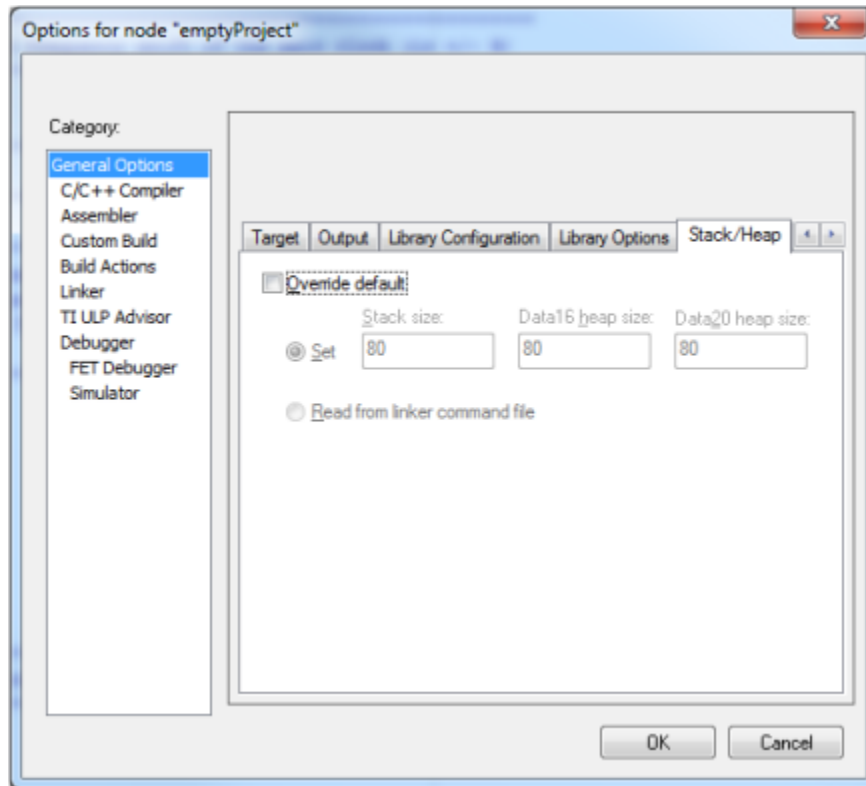 Options for node "emptyProject"
Category:
General Options
C/C++ Compiler
Assembler
Custom Build
Build Actions
Linker
TI ULP Advisor
Debugger
FET Debugger
Simulator
Target Output Library Configuration Library Options Stack/Heap
Override default
Stack size: Data16 heap size: Data20 heap size:
Set 80 80 80
Read from linker command file
OK Cancel